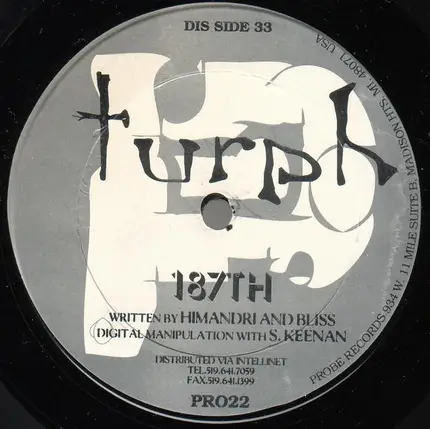 DIS SIDE 33
turph
187TH
WRITTEN BY HIMANDRI AND BLISS
DIGITAL MANIPULATION WITH S. KEENAN
DISTRIBUTED VIA INTELLINET
TEL.519.641.7059
FAX.519.641.1399
PRO22
PROBE RECORDS 934 W 11 MILE SUITE B, MADISON HTS. MI. 48071 USA